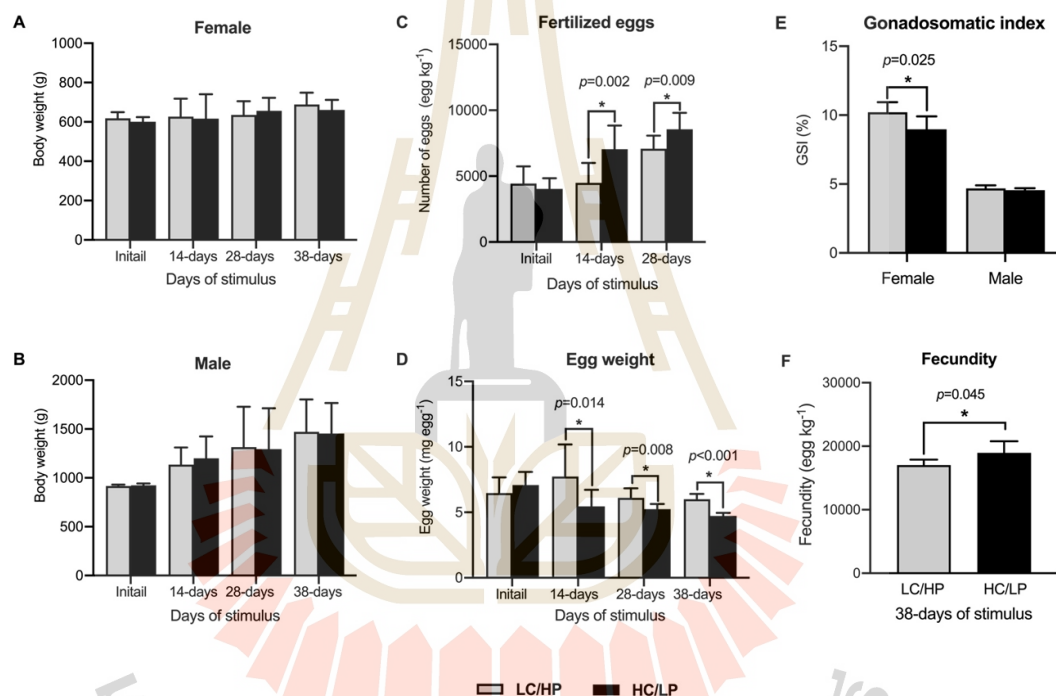 A
Female
Body weight (g)
1000
800
600
400
200
0
Initail 14-days 28-days 38-days
Days of stimulus
C
Fertilized eggs
Number of eggs (egg kg-1)
15000
10000
5000
0
p=0.002
*
p=0.009
*
Initail 14-days 28-days
Days of stimulus
E
Gonadosomatic index
GSI (%)
15
10
5
0
p=0.025
*
Female Male
B
Male
Body weight (g)
2000
1500
1000
500
0
Initail 14-days 28-days 38-days
Days of stimulus
D
Egg weight
Egg weight (mg egg-1)
15
10
5
0
p=0.014
*
p=0.008
*
p<0.001
*
Initail 14-days 28-days 38-days
Days of stimulus
F
Fecundity
Fecundity (egg kg-1)
30000
20000
10000
0
p=0.045
*
LC/HP HC/LP
38-days of stimulus
LC/HP HC/LP